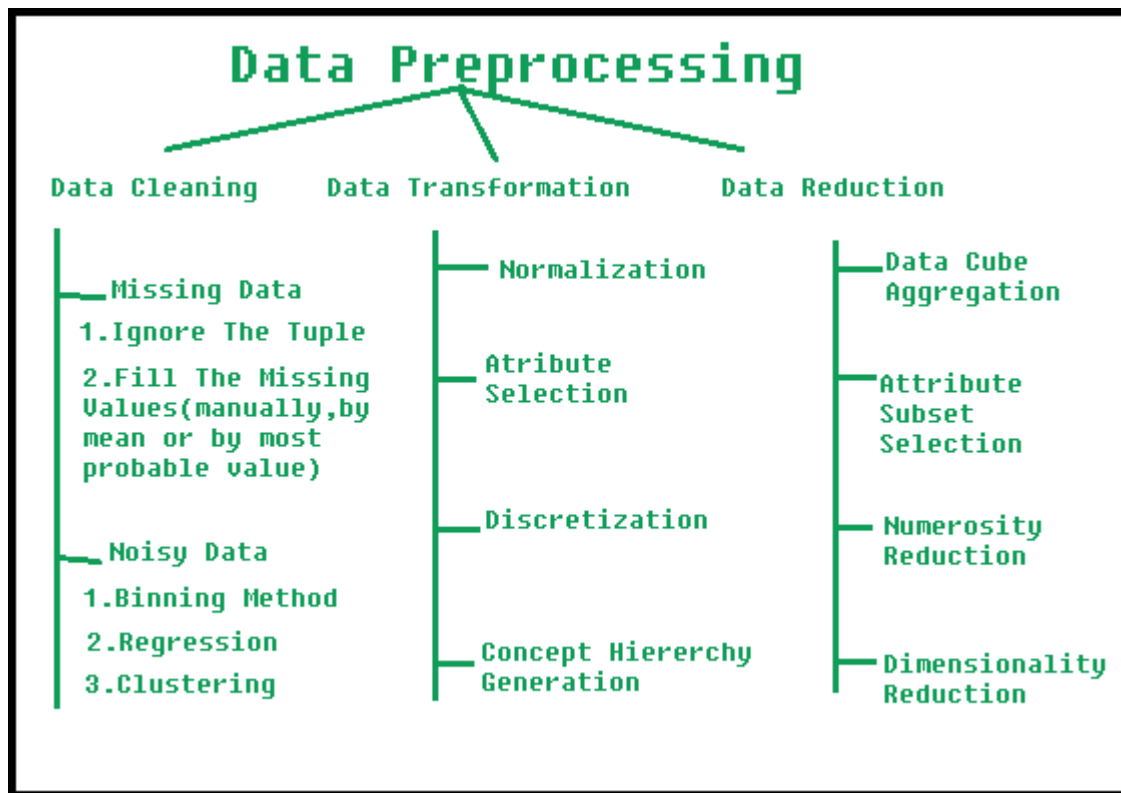 Data Preprocessing
Data Cleaning
Missing Data
1.Ignore The Tuple
2.Fill The Missing
Values(manually,by
mean or by most
probable value)
Noisy Data
1.Binning Method
2.Regression
3.Clustering
Data Transformation
Normalization
Atribute
Selection
Discretization
Concept Hiererchy
Generation
Data Reduction
Data Cube
Aggregation
Attribute
Subset
Selection
Numerosity
Reduction
Dimensionality
Reduction